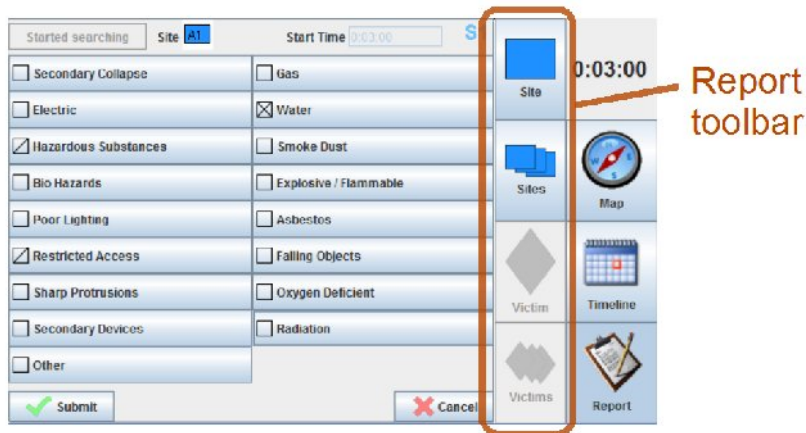 Started searching Site A1 Start Time 0:03:00 S
Secondary Collapse Gas
Electric Water
Hazardous Substances Smoke Dust
Bio Hazards Explosive / Flammable
Poor Lighting Asbestos
Restricted Access Falling Objects
Sharp Protrusions Oxygen Deficient
Secondary Devices Radiation
Other
Submit Cancel
Site
Sites
Victim
Victims
0:03:00
Map
Timeline
Report
Report
toolbar